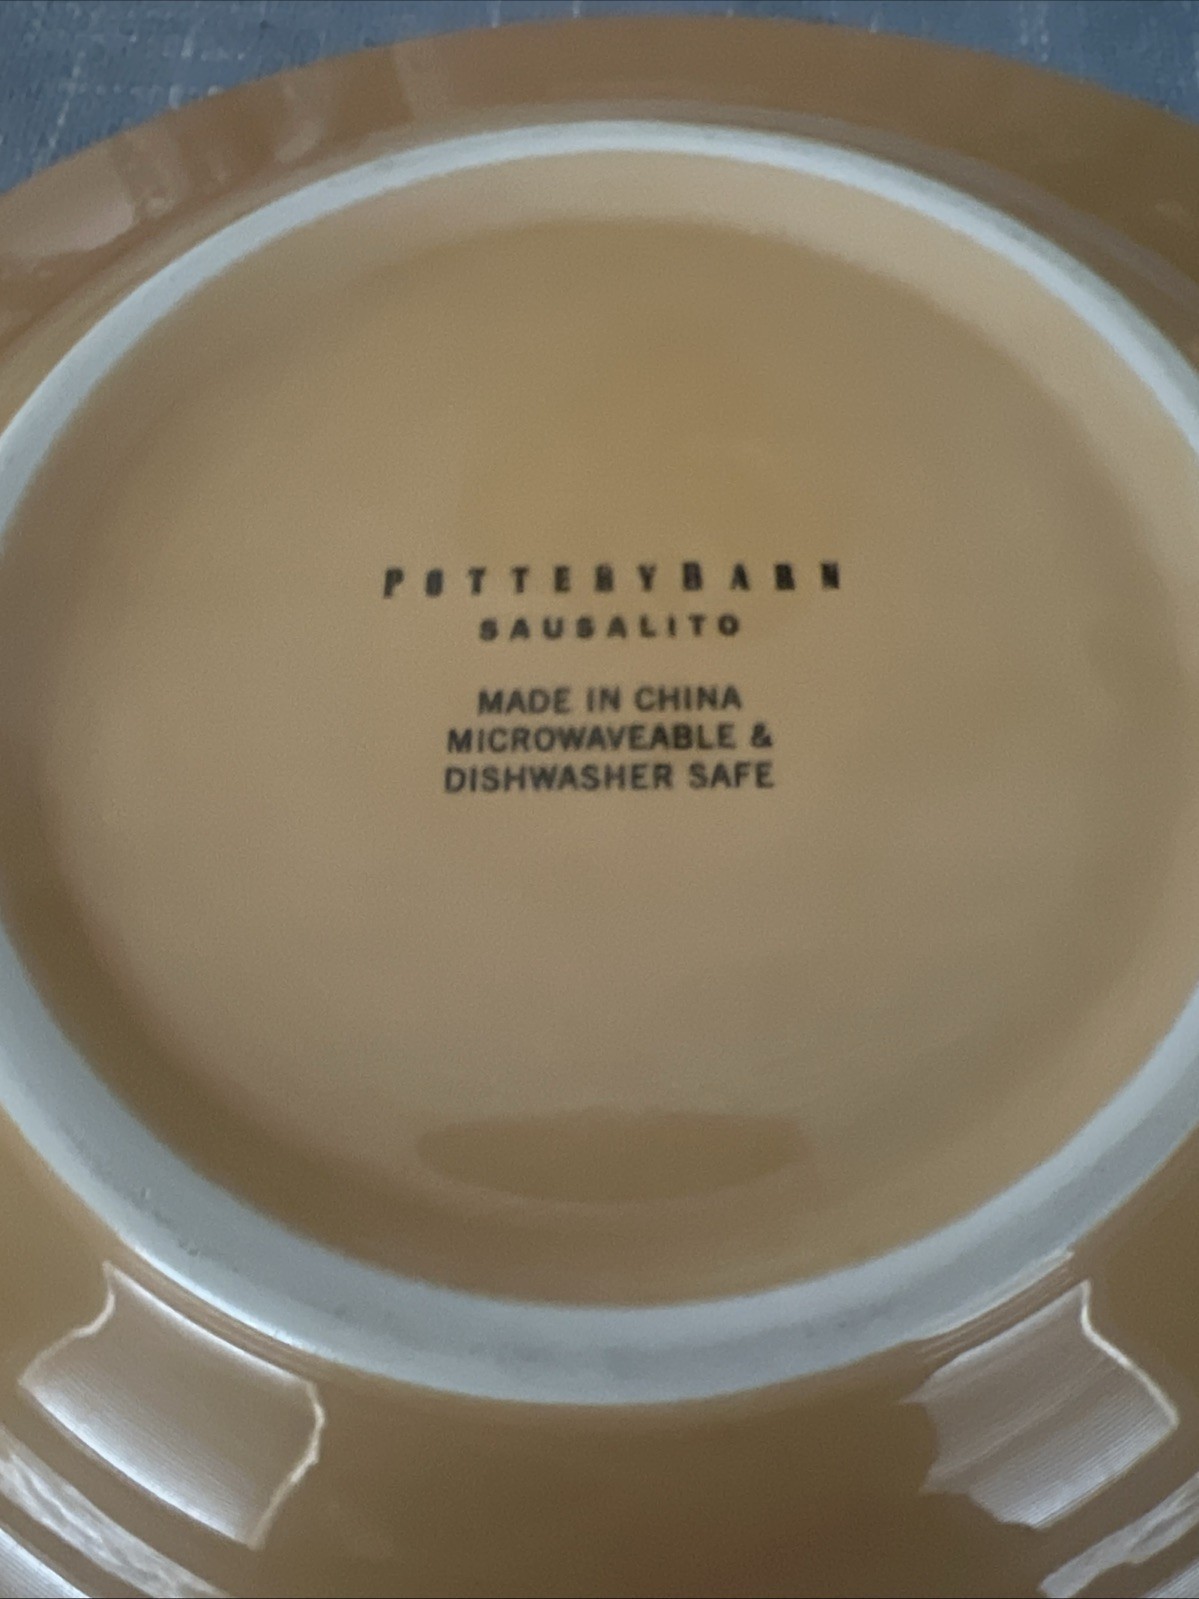 POTTERYBARN
SAUSALITO
MADE IN CHINA
MICROWAVEABLE &
DISHWASHER SAFE